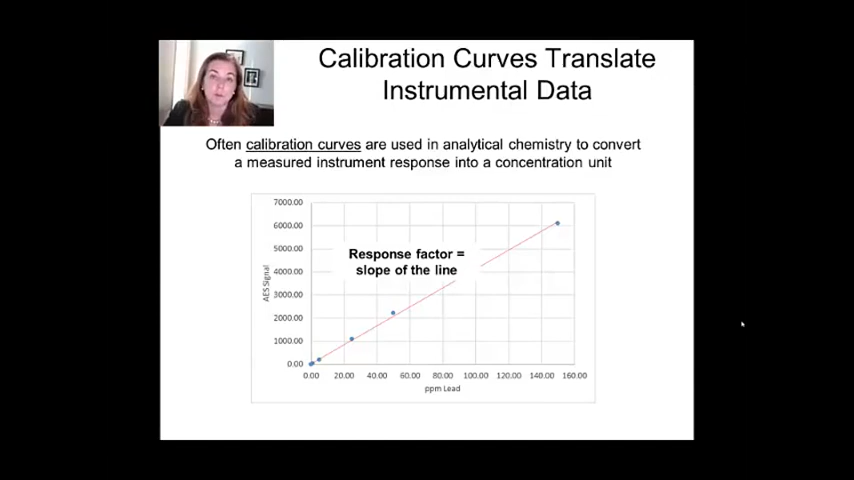 Calibration Curves Translate
Instrumental Data
Often calibration curves are used in analytical chemistry to convert
a measured instrument response into a concentration unit
7000.00
6000.00
5000.00
4000.00
3000.00
2000.00
1000.00
0.00
AES Signal
Response factor =
slope of the line
0.00 20.00 40.00 60.00 80.00 100.00 120.00 140.00 160.00
ppm Lead